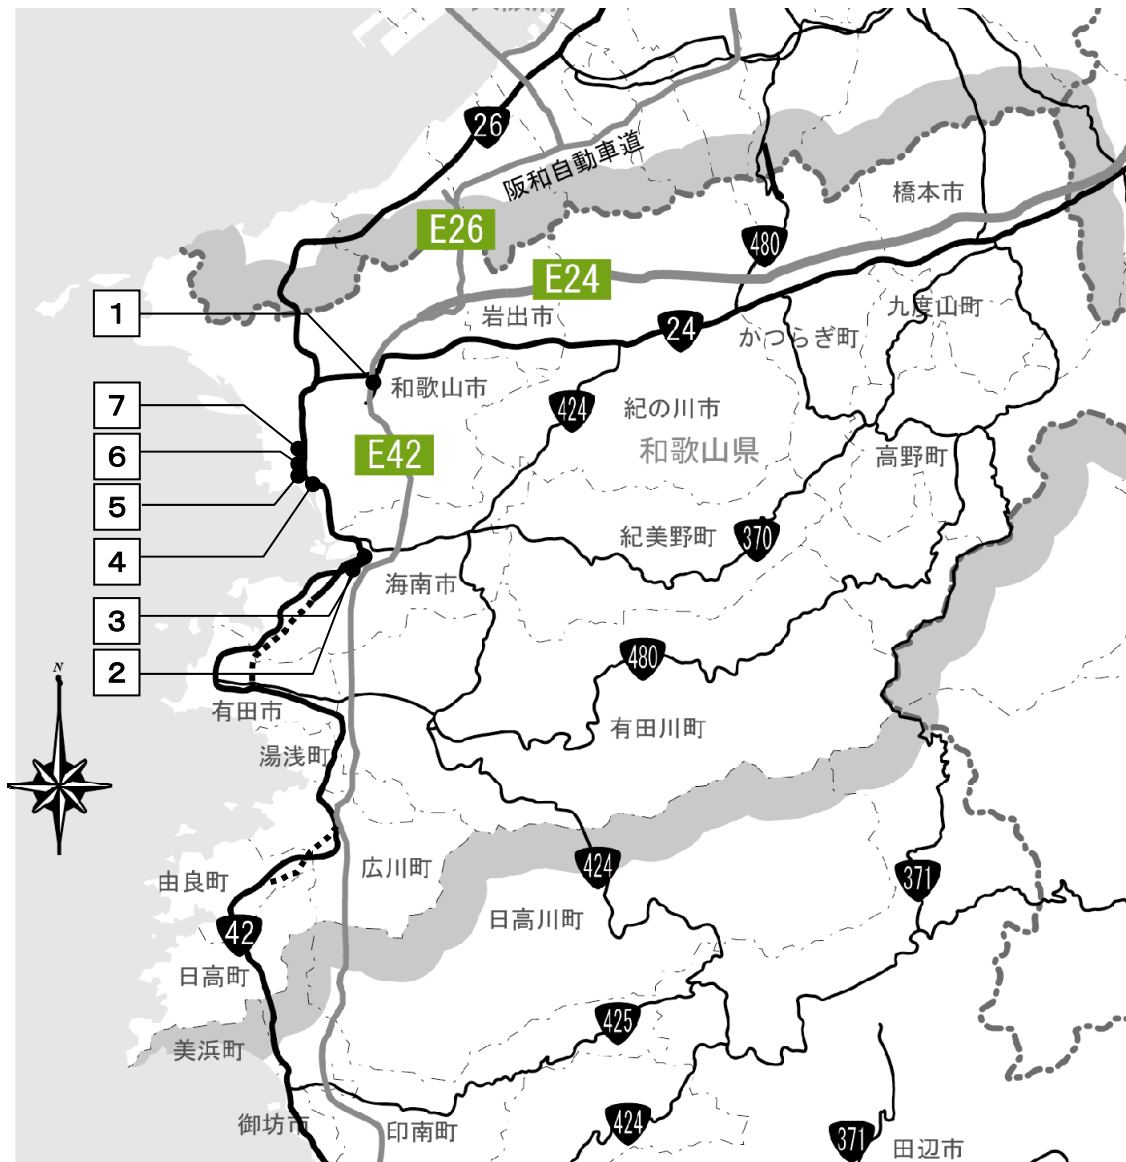 26
阪和自動車道
橋本市
E26
480
E24
九度山町
1
岩出市
24
かつらぎ町
和歌山市
7
424
紀の川市
E42
和歌山県
高野町
6
5
紀美野町
370
4
海南市
3
480
2
N
有田市
有田川町
湯浅町
広川町
424
371
由良町
日高川町
42
日高町
425
美浜町
御坊市
印南町
424
371
田辺市